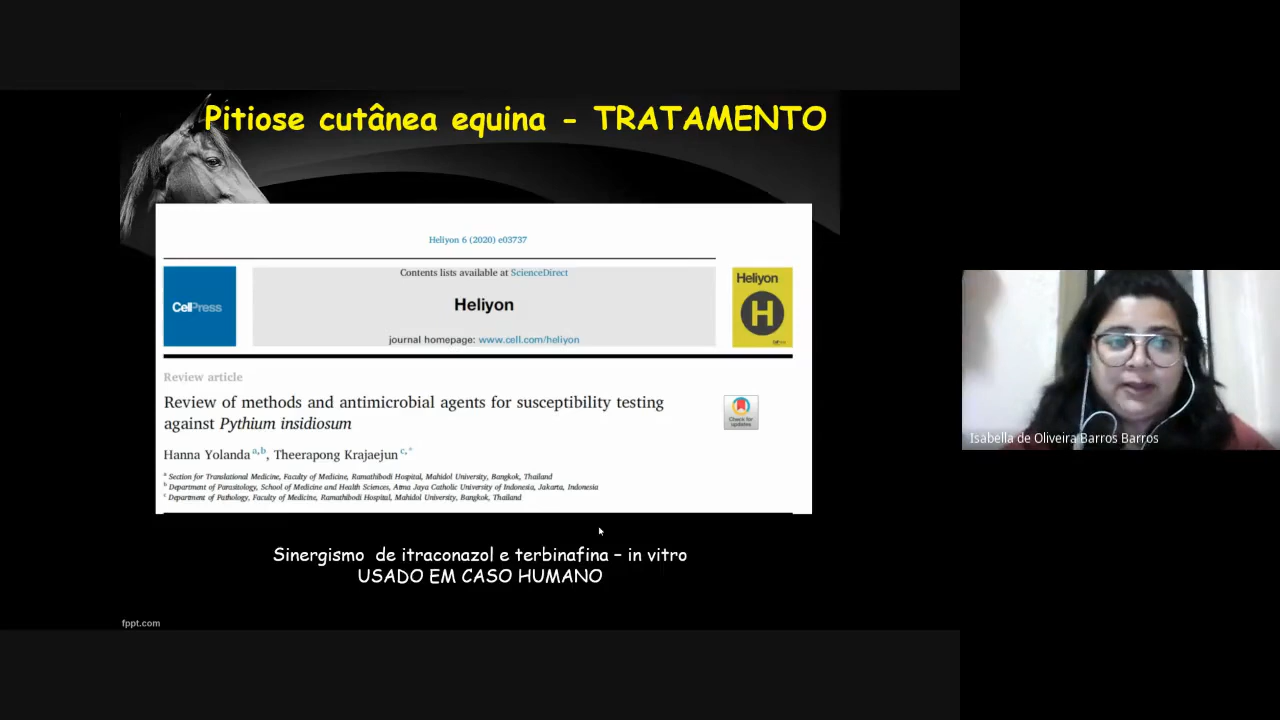 Pitiose cutânea equina - TRATAMENTO
Heliyon 6 (2020) e03737
Contents lists available at ScienceDirect
CellPress
Heliyon
journal homepage: www.cell.com/heliyon
Heliyon
H
Review article
Review of methods and antimicrobial agents for susceptibility testing
against Pythium insidiosum
Check for
updates
Hanna Yolanda a,b, Theerapong Krajaejun c,*
a Section for Translational Medicine, Faculty of Medicine, Ramathibodi Hospital, Mahidol University, Bangkok, Thailand
b Department of Parasitology, School of Medicine and Health Sciences, Atma Jaya Catholic University of Indonesia, Jakarta, Indonesia
c Department of Pathology, Faculty of Medicine, Ramathibodi Hospital, Mahidol University, Bangkok, Thailand
Sinergismo de itraconazol e terbinafina – in vitro
USADO EM CASO HUMANO
fppt.com
Isabella de Oliveira Barros Barros